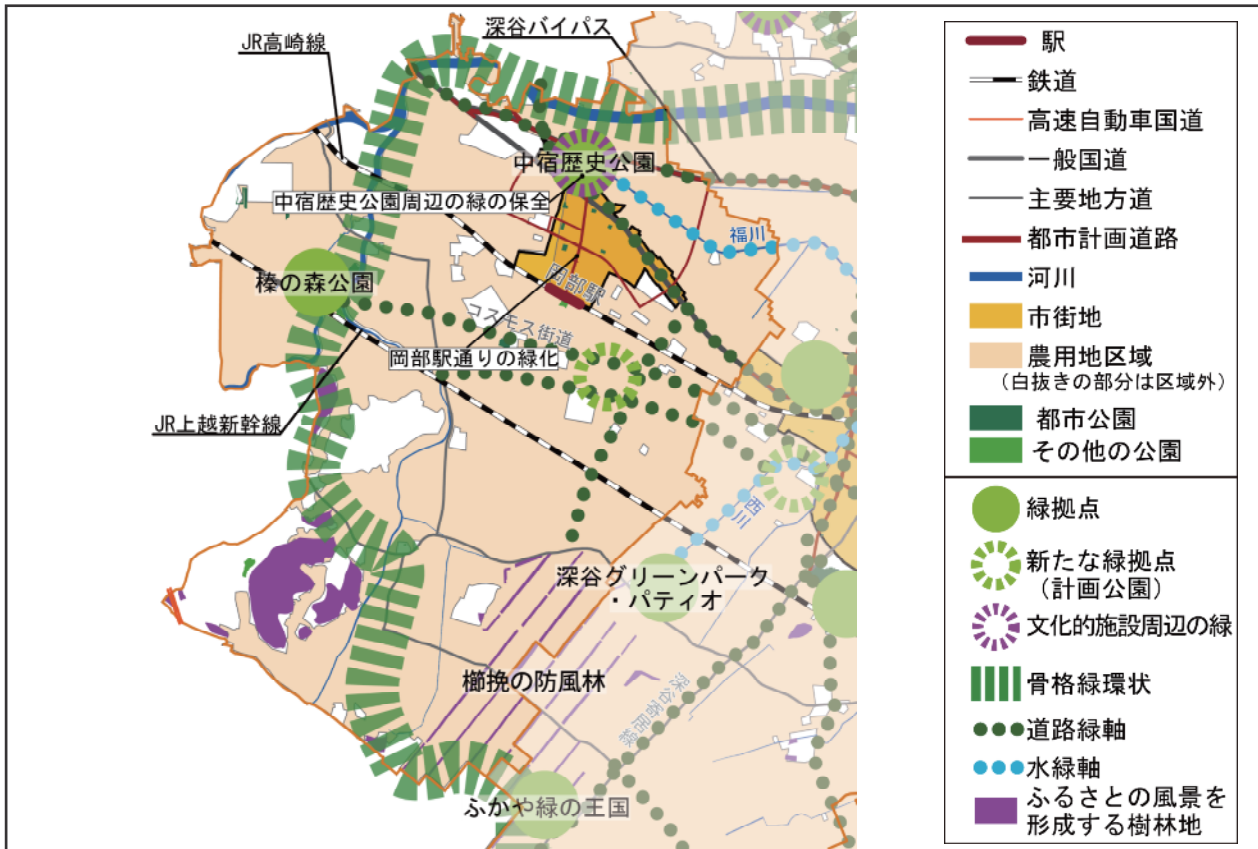 JR高崎線
深谷バイパス
中宿歴史公園
中宿歴史公園周辺の緑の保全
福川
榛の森公園
岡部駅
コスモス街道
岡部駅通りの緑化
JR上越新幹線
西川
深谷グリーンパーク
・パティオ
櫛挽の防風林
深谷寄居線
ふかや緑の王国
駅
鉄道
高速自動車国道
一般国道
主要地方道
都市計画道路
河川
市街地
農用地区域
（白抜きの部分は区域外）
都市公園
その他の公園
緑拠点
新たな緑拠点
（計画公園）
文化的施設周辺の緑
骨格緑環状
道路緑軸
水緑軸
ふるさとの風景を
形成する樹林地